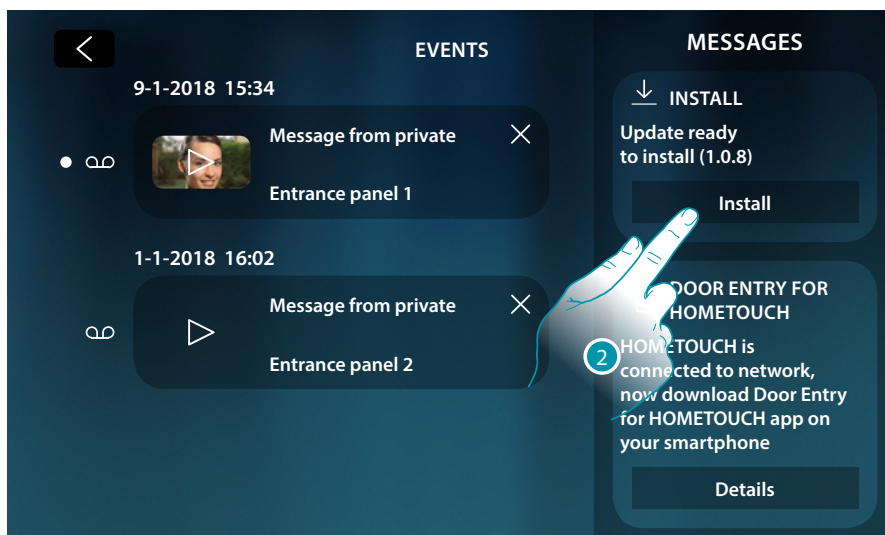 EVENTS
9-1-2018 15:34
Message from private
Entrance panel 1
1-1-2018 16:02
Message from private
Entrance panel 2
MESSAGES
INSTALL
Update ready
to install (1.0.8)
Install
DOOR ENTRY FOR
HOMETOUCH
2
HOMETOUCH is
connected to network,
now download Door Entry
for HOMETOUCH app on
your smartphone
Details